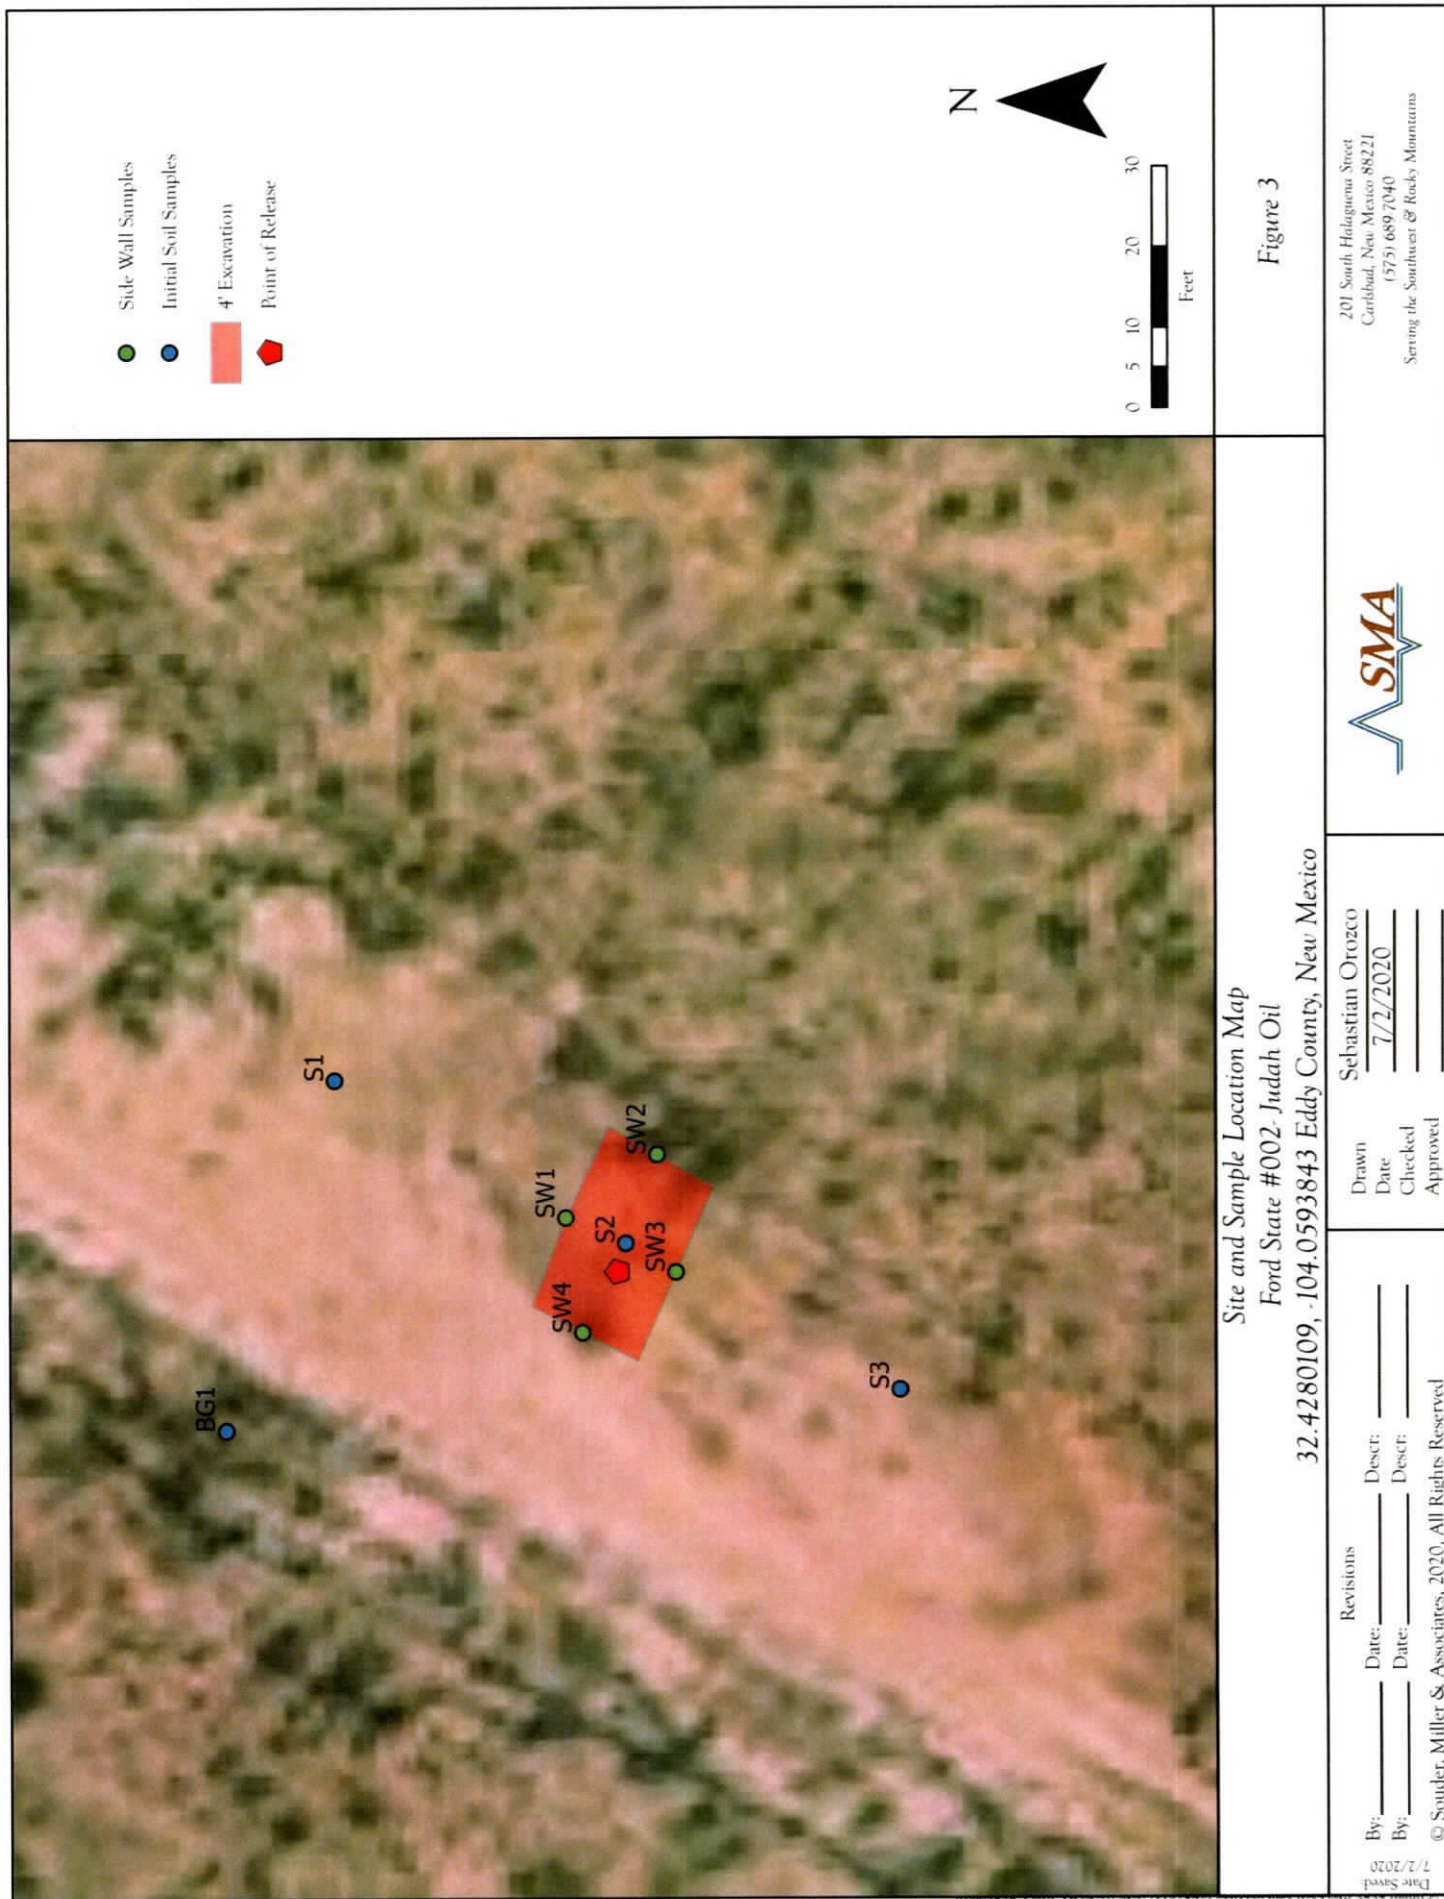 BG1
S1
SW1
SW4
S2
SW2
SW3
S3
Side Wall Samples
Initial Soil Samples
4' Excavation
Point of Release
N
0 5 10 20 30
Feet
Site and Sample Location Map
Ford State #002- Judah Oil
32.4280109, -104.0593843 Eddy County, New Mexico
Figure 3
Date Saved:
7/2/2020
Revisions
By: Date: Descr:
By: Date: Descr:
© Souder, Miller & Associates, 2020, All Rights Reserved
Drawn Sebastian Orozco
Date 7/2/2020
Checked
Approved
SMA
201 South Halaguena Street
Carlsbad, New Mexico 88221
(575) 689-7040
Serving the Southwest & Rocky Mountains